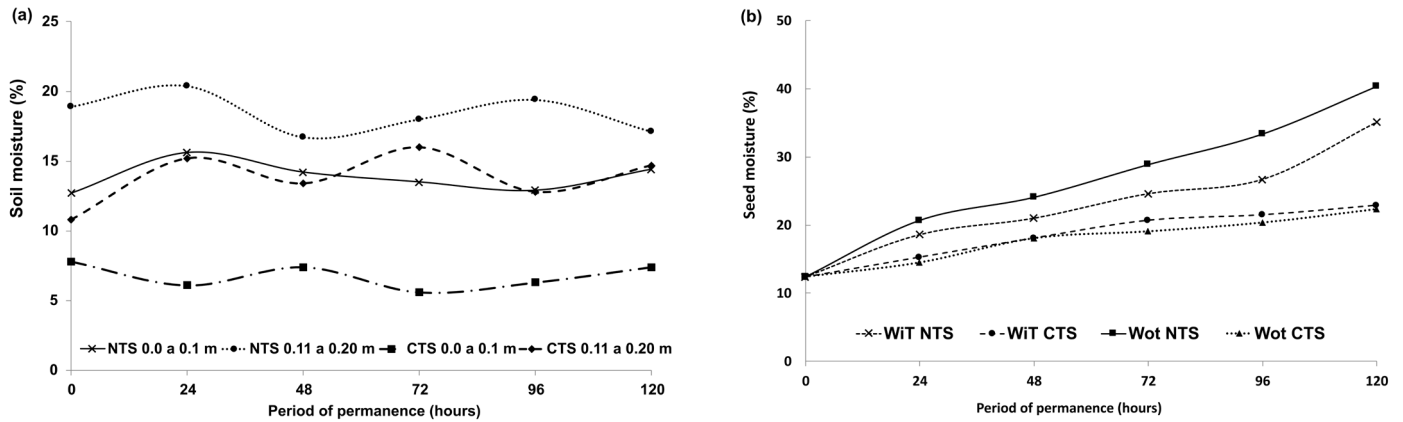 (a)
25
20
15
10
5
0
Soil moisture (%)
NTS 0.0 a 0.1 m
NTS 0.11 a 0.20 m
CTS 0.0 a 0.1 m
CTS 0.11 a 0.20 m
0 24 48 72 96 120
Period of permanence (hours)
(b)
50
40
30
20
10
0
Seed moisture (%)
WiT NTS
WiT CTS
Wot NTS
Wot CTS
0 24 48 72 96 120
Period of permanence (hours)